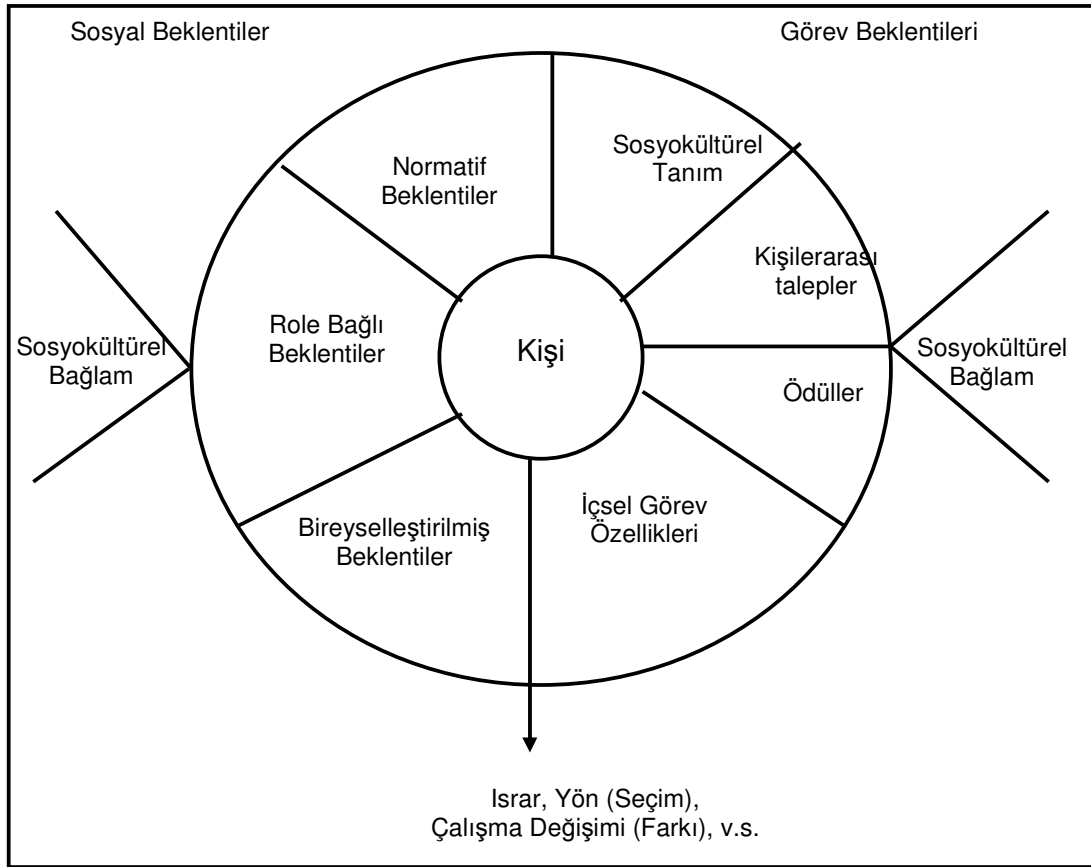 Sosyal Beklentiler
Görev Beklentileri
Normatif
Beklentiler
Sosyokültürel
Tanım
Kişilerarası
talepler
Role Bağlı
Beklentiler
Kişi
Sosyokültürel
Bağlam
Sosyokültürel
Bağlam
Ödüller
Bireyselleştirilmiş
Beklentiler
İçsel Görev
Özellikleri
Israr, Yön (Seçim),
Çalışma Değişimi (Farkı), v.s.